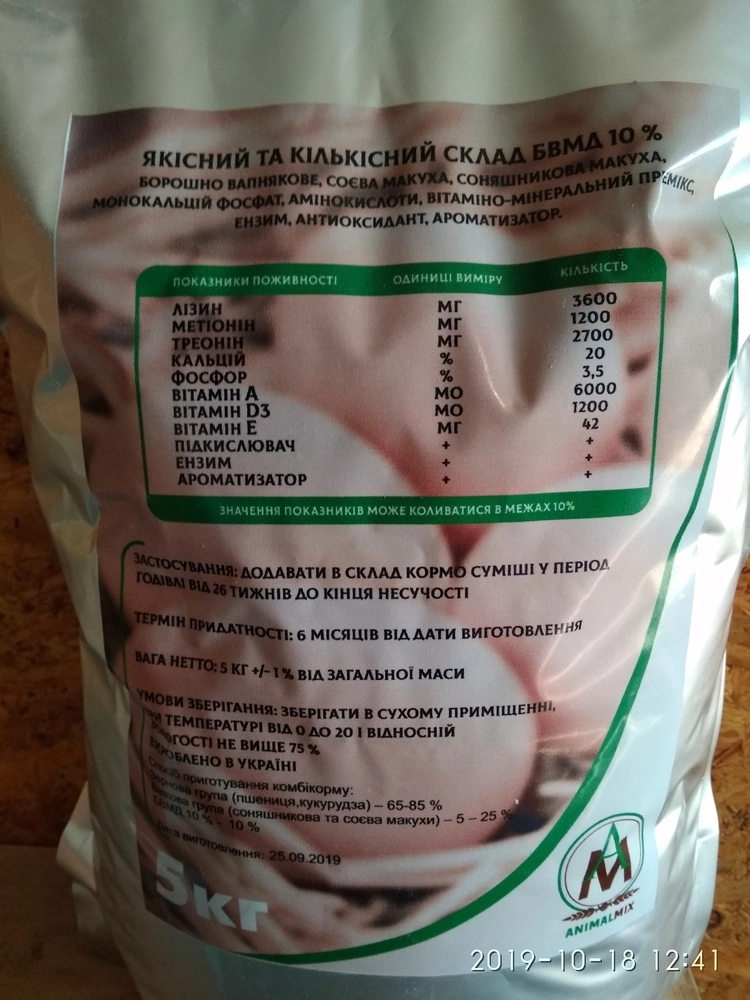 ЯКІСНИЙ ТА КІЛЬКІСНИЙ СКЛАД БВМД 10 %
БОРОШНО ВАПНЯКОВЕ, СОЄВА МАКУХА, СОНЯШНИКОВА МАКУХА,
МОНОКАЛЬЦІЙ ФОСФАТ, АМІНОКИСЛОТИ, ВІТАМІНО-МІНЕРАЛЬНИЙ ПРЕМІКС,
ЕНЗИМ, АНТИОКСИДАНТ, АРОМАТИЗАТОР.
ПОКАЗНИКИ ПОЖИВНОСТІ ОДИНИЦІ ВИМІРУ КІЛЬКІСТЬ
ЛІЗИН МГ 3600
МЕТІОНІН МГ 1200
ТРЕОНІН МГ 2700
КАЛЬЦІЙ % 20
ФОСФОР % 3,5
ВІТАМІН А МО 6000
ВІТАМІН D3 МО 1200
ВІТАМІН Е МГ 42
ПІДКИСЛЮВАЧ + +
ЕНЗИМ + +
АРОМАТИЗАТОР + +
ЗНАЧЕННЯ ПОКАЗНИКІВ МОЖЕ КОЛИВАТИСЯ В МЕЖАХ 10%
ЗАСТОСУВАННЯ: ДОДАВАТИ В СКЛАД КОРМО СУМІШІ У ПЕРІОД
ГОДІВЛІ ВІД 26 ТИЖНІВ ДО КІНЦЯ НЕСУЧОСТІ
ТЕРМІН ПРИДАТНОСТІ: 6 МІСЯЦІВ ВІД ДАТИ ВИГОТОВЛЕННЯ
ВАГА НЕТТО: 5 КГ +/- 1 % ВІД ЗАГАЛЬНОЇ МАСИ
УМОВИ ЗБЕРІГАННЯ: ЗБЕРІГАТИ В СУХОМУ ПРИМІЩЕННІ,
ТЕМПЕРАТУРІ ВІД 0 ДО 20 І ВІДНОСНІЙ
НЕ ВИЩЕ 75 %
ВИРОБЛЕНО В УКРАЇНІ
Спосіб приготування комбікорму:
Зернова група (пшениця,кукурудза) – 65-85 %
Білкова група (соняшникова та соєва макухи) – 5 – 25 %
БВМД 10 % - 10 %
Дата виготовлення: 25.09.2019
5кг
AM
ANIMALMIX
2019-10-18 12:41